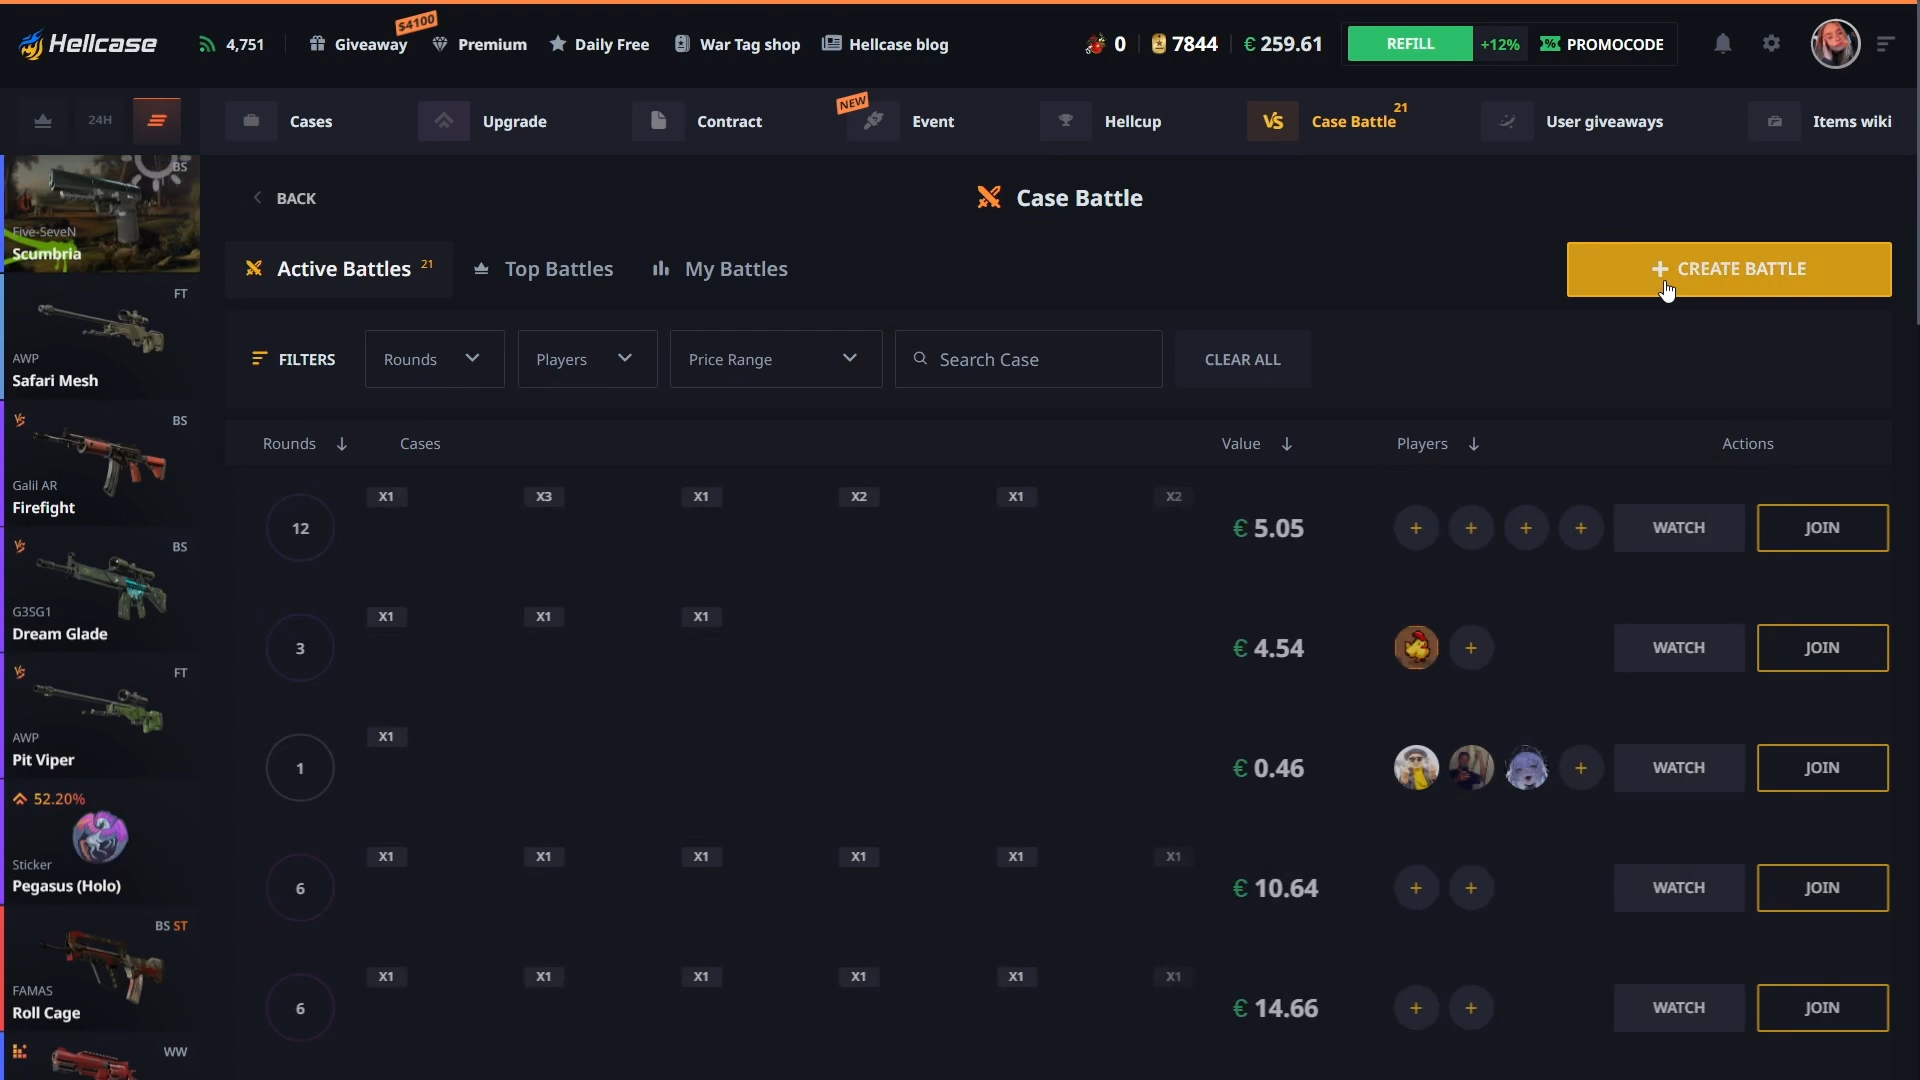 Hellcase
4,751
Giveaway
$4100
Premium
Daily Free
War Tag shop
Hellcase blog
0
7844
€ 259.61
REFILL
+12%
PROMOCODE
24H
Cases
Upgrade
Contract
NEW
Event
Hellcup
VS
Case Battle
21
User giveaways
Items wiki
BS
Five-SeveN
Scumbria
FT
AWP
Safari Mesh
VS
BS
Galil AR
Firefight
VS
BS
G3SG1
Dream Glade
VS
FT
AWP
Pit Viper
52.20%
Sticker
Pegasus (Holo)
BS ST
FAMAS
Roll Cage
WW
BACK
Case Battle
Active Battles 21
Top Battles
My Battles
+ CREATE BATTLE
FILTERS
Rounds
Players
Price Range
Search Case
CLEAR ALL
Rounds
Cases
Value
Players
Actions
12
X1
X3
X1
X2
X1
X2
€ 5.05
+
+
+
+
WATCH
JOIN
3
X1
X1
X1
€ 4.54
+
WATCH
JOIN
1
X1
€ 0.46
+
WATCH
JOIN
6
X1
X1
X1
X1
X1
X1
€ 10.64
+
+
WATCH
JOIN
6
X1
X1
X1
X1
X1
X1
€ 14.66
+
+
WATCH
JOIN